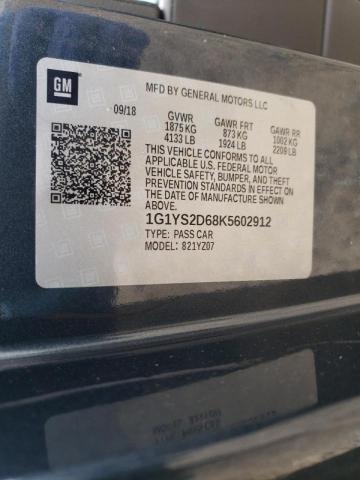 GM
MFD BY GENERAL MOTORS LLC
09/18 GVWR GAWR FRT GAWR RR
1875 KG 873 KG 1002 KG
4133 LB 1924 LB 2209 LB
THIS VEHICLE CONFORMS TO ALL
APPLICABLE U.S. FEDERAL MOTOR
VEHICLE SAFETY, BUMPER, AND THEFT
PREVENTION STANDARDS IN EFFECT ON
THE DATE OF MANUFACTURE SHOWN
ABOVE.
1G1YS2D68K5602912
TYPE: PASS CAR
MODEL: 821YZ07